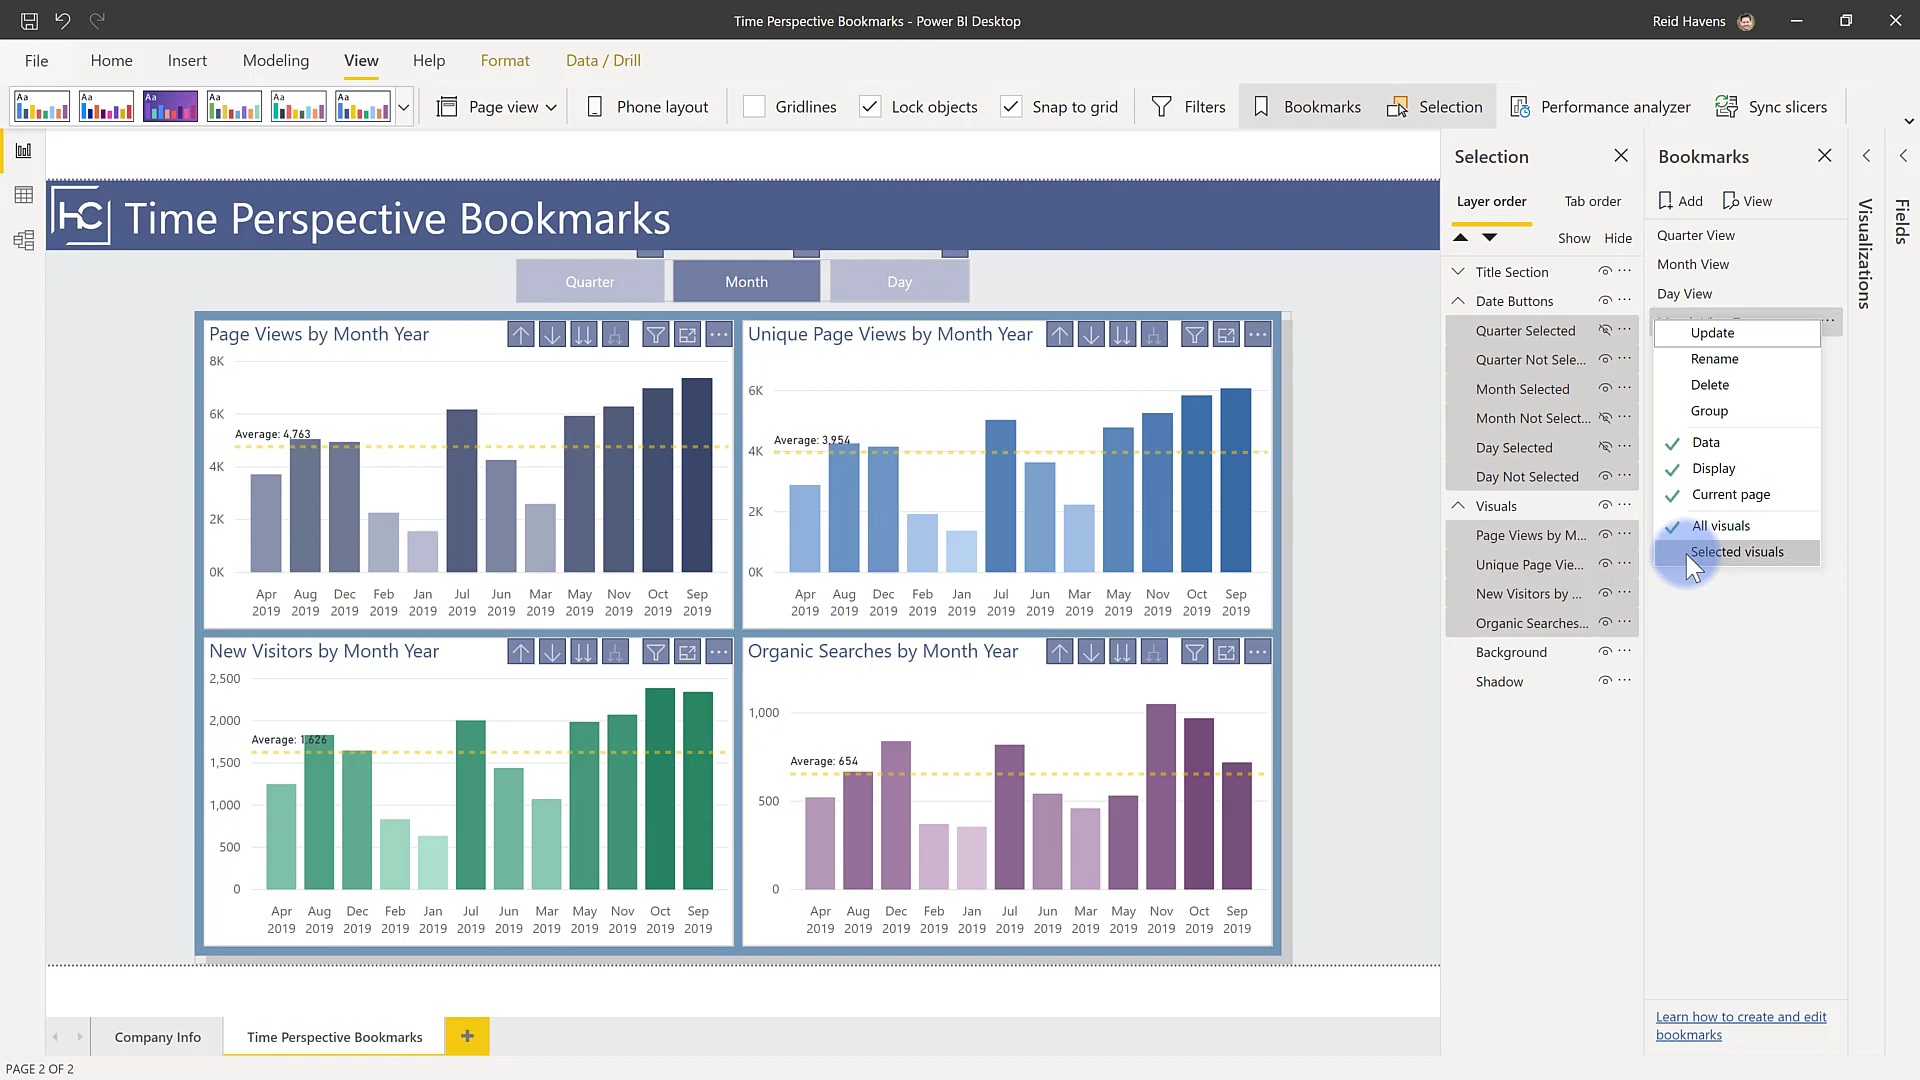 Time Perspective Bookmarks - Power BI Desktop
Reid Havens
File
Home
Insert
Modeling
View
Help
Format
Data / Drill
Aa
Aa
Aa
Aa
Aa
Aa
Page view
Phone layout
Gridlines
Lock objects
Snap to grid
Filters
Bookmarks
Selection
Performance analyzer
Sync slicers
HC
Time Perspective Bookmarks
Quarter
Month
Day
Page Views by Month Year
8K
6K
4K
2K
0K
Average: 4,763
Apr Aug Dec Feb Jan Jul Jun Mar May Nov Oct Sep
2019 2019 2019 2019 2019 2019 2019 2019 2019 2019 2019 2019
Unique Page Views by Month Year
6K
4K
2K
0K
Average: 3,954
Apr Aug Dec Feb Jan Jul Jun Mar May Nov Oct Sep
2019 2019 2019 2019 2019 2019 2019 2019 2019 2019 2019 2019
New Visitors by Month Year
2,500
2,000
1,500
1,000
500
0
Average: 1,626
Apr Aug Dec Feb Jan Jul Jun Mar May Nov Oct Sep
2019 2019 2019 2019 2019 2019 2019 2019 2019 2019 2019 2019
Organic Searches by Month Year
1,000
500
0
Average: 654
Apr Aug Dec Feb Jan Jul Jun Mar May Nov Oct Sep
2019 2019 2019 2019 2019 2019 2019 2019 2019 2019 2019 2019
Selection
Layer order
Tab order
Show
Hide
Title Section
Date Buttons
Quarter Selected
Quarter Not Sele...
Month Selected
Month Not Select...
Day Selected
Day Not Selected
Visuals
Page Views by M...
Unique Page Vie...
New Visitors by ...
Organic Searches...
Background
Shadow
Bookmarks
Add
View
Quarter View
Month View
Day View
Update
Rename
Delete
Group
Data
Display
Current page
All visuals
Selected visuals
Learn how to create and edit
bookmarks
Visualizations
Fields
Company Info
Time Perspective Bookmarks
PAGE 2 OF 2